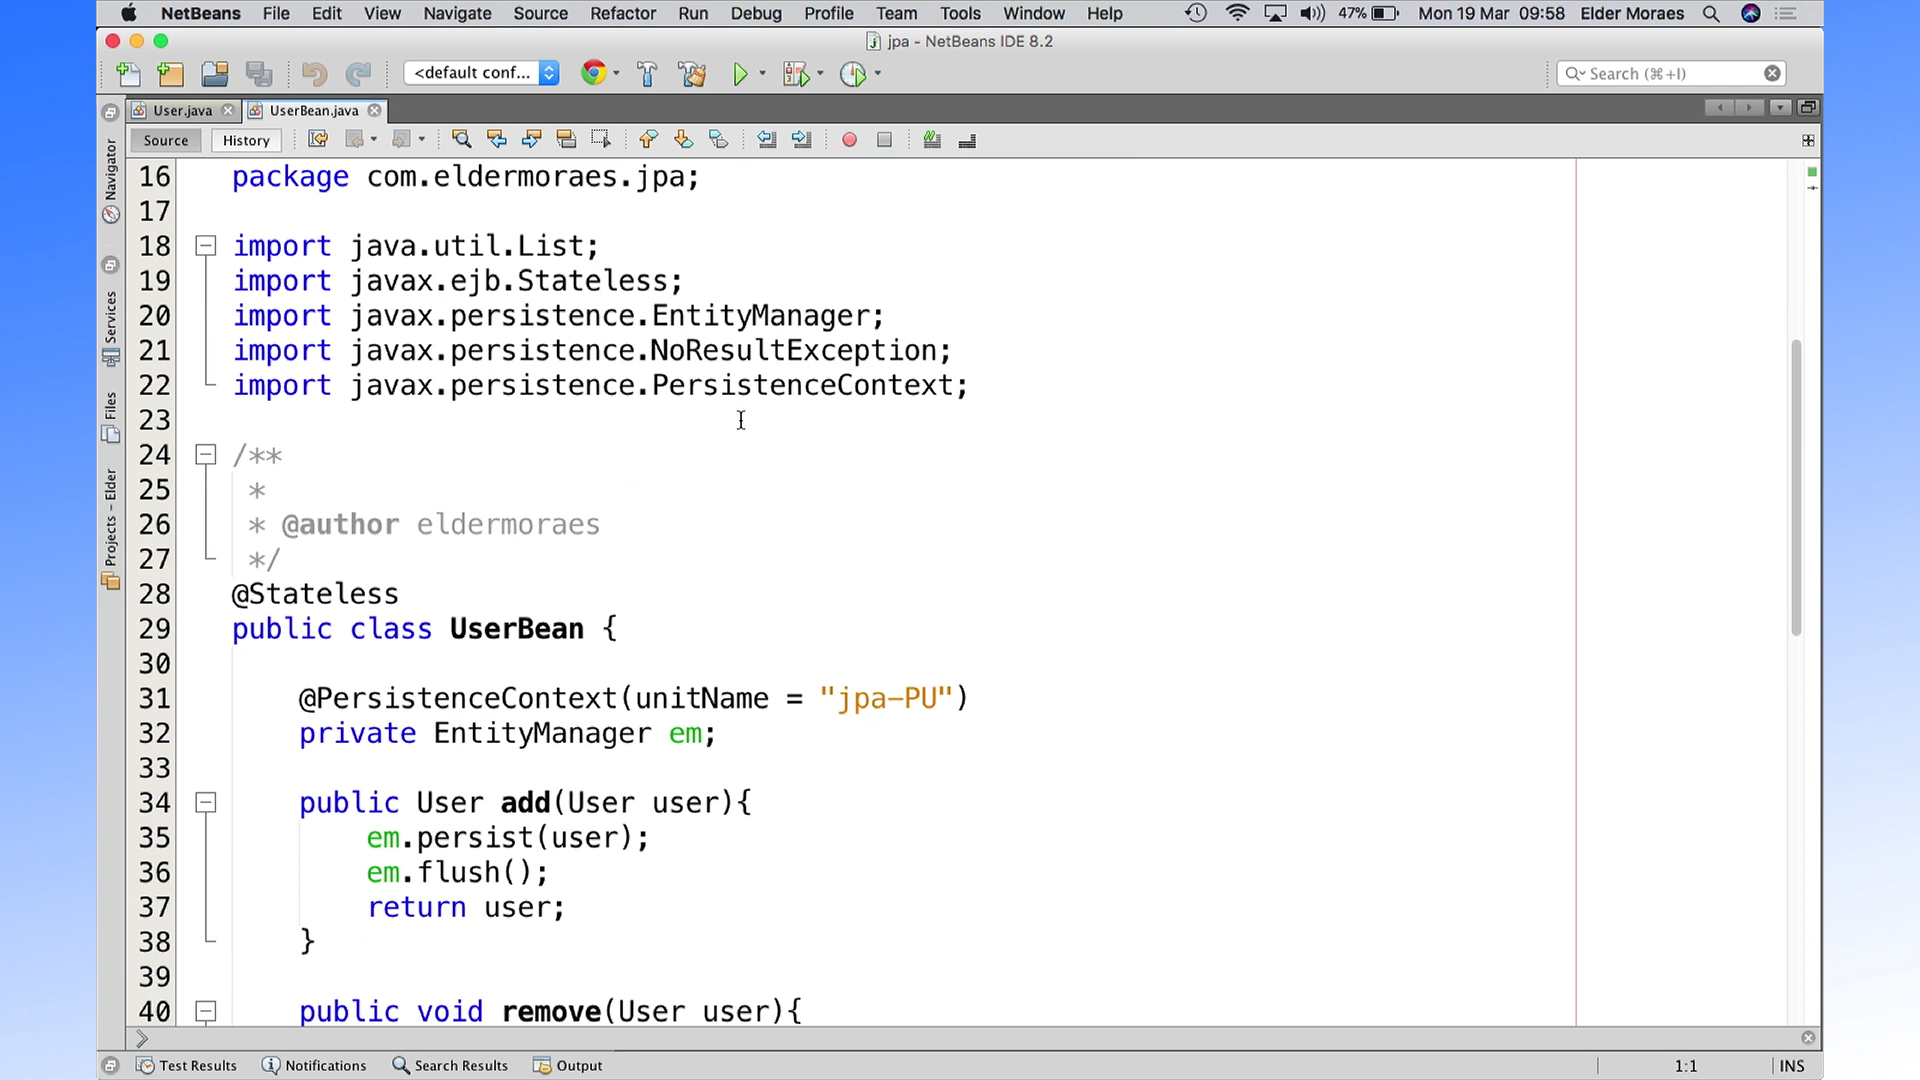 NetBeans File Edit View Navigate Source Refactor Run Debug Profile Team Tools Window Help 47% Mon 19 Mar 09:58 Elder Moraes
jpa - NetBeans IDE 8.2
<default conf... Search (⌘+I)
User.java UserBean.java
Source History
Navigator
Services
Files
Projects - Elder
16 package com.eldermoraes.jpa;
17
18 import java.util.List;
19 import javax.ejb.Stateless;
20 import javax.persistence.EntityManager;
21 import javax.persistence.NoResultException;
22 import javax.persistence.PersistenceContext;
23
24 /**
25 *
26 * @author eldermoraes
27 */
28 @Stateless
29 public class UserBean {
30
31 @PersistenceContext(unitName = "jpa-PU")
32 private EntityManager em;
33
34 public User add(User user){
35 em.persist(user);
36 em.flush();
37 return user;
38 }
39
40 public void remove(User user){
Test Results Notifications Search Results Output 1:1 INS